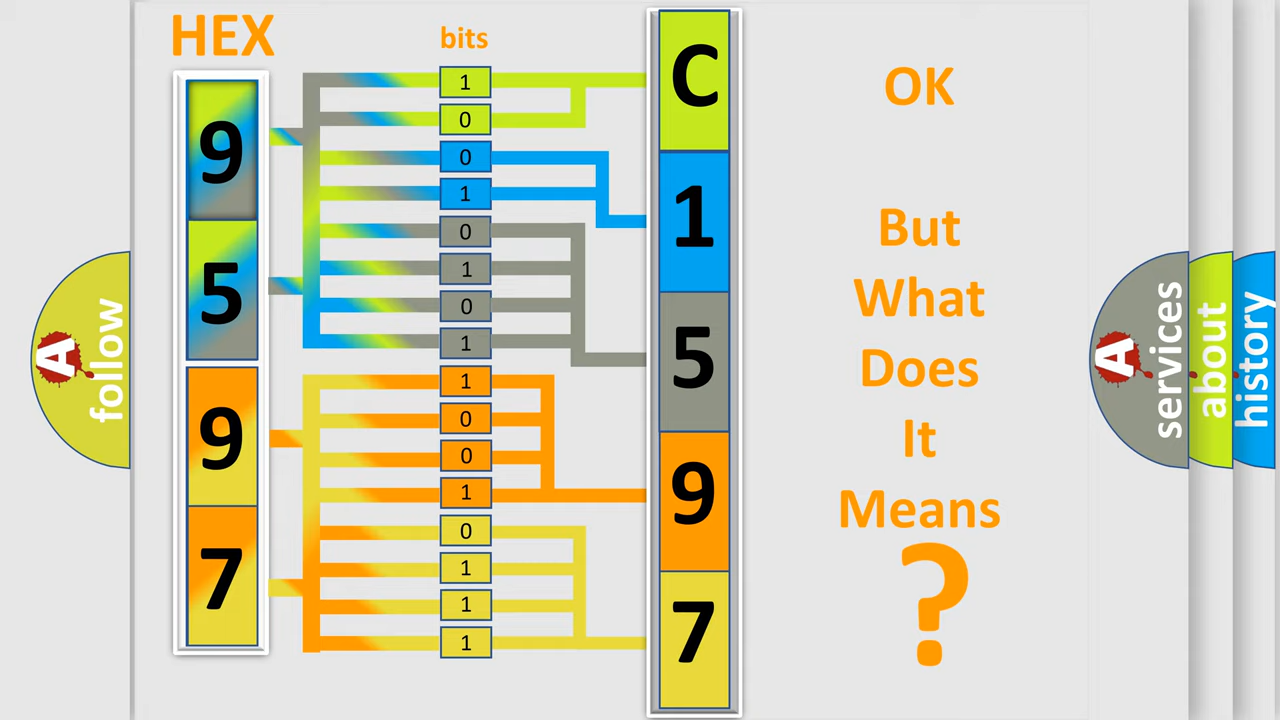 HEX
bits
9
5
9
7
1
0
0
1
0
1
0
1
1
0
0
1
0
1
1
1
C
1
5
9
7
OK
But
What
Does
It
Means
?
A
follow
A
services
about
history